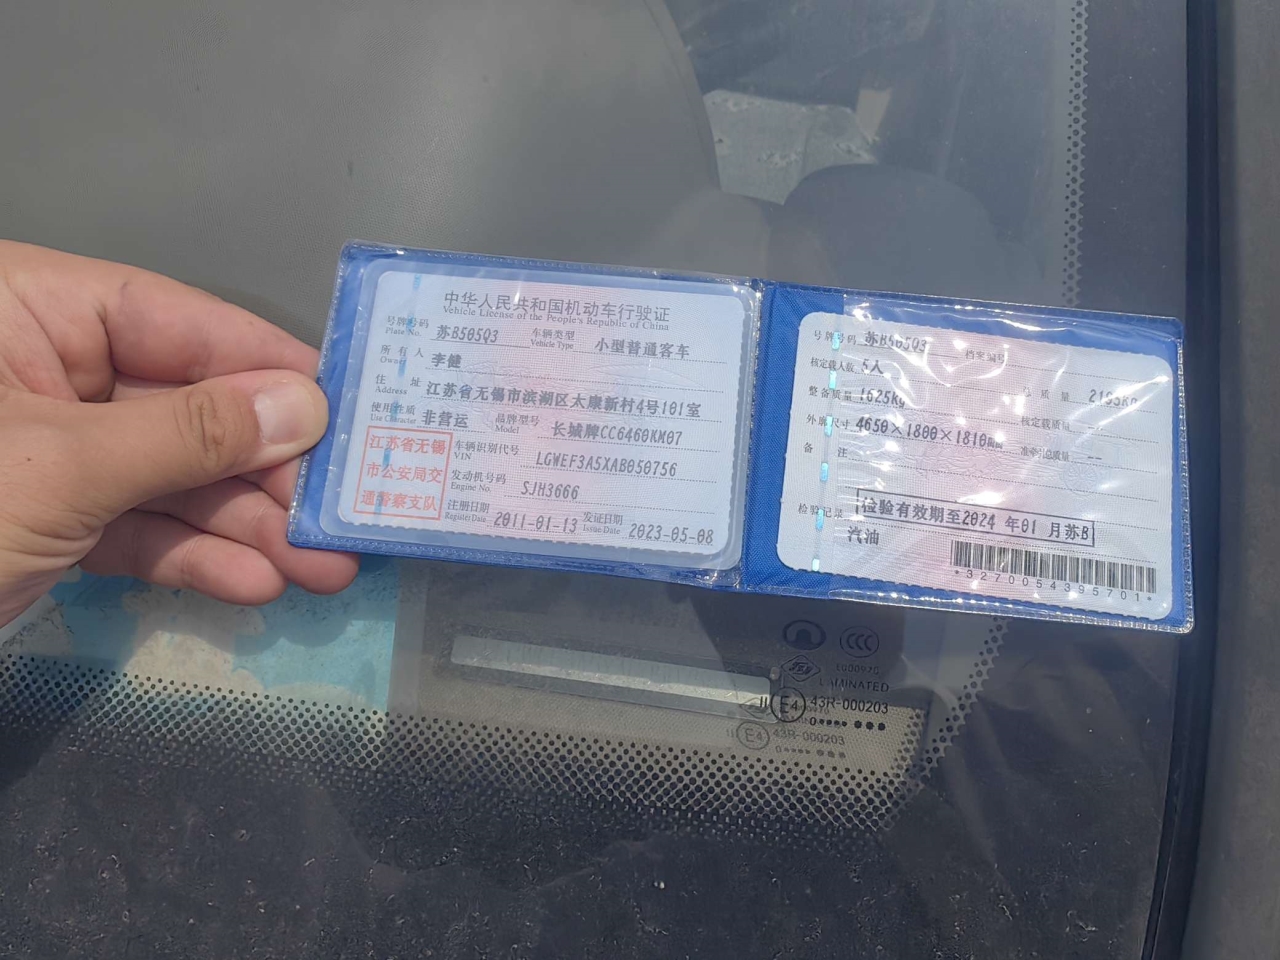 中华人民共和国机动车行驶证
Vehicle License of the People's Republic of China
号牌号码 苏B505Q3 车辆类型 小型普通客车
Plate No. Vehicle Type
所有人 李健
Owner
住址 江苏省无锡市滨湖区太康新村4号101室
Address
使用性质 非营运 品牌型号 长城牌CC6460KM07
Use Character Model
江苏省无锡
市公安局交
通警察支队
车辆识别代号 LGWEF3A5XAB050756
VIN
发动机号码 SJH3666
Engine No.
注册日期 2011-01-13 发证日期 2023-05-08
Register Date Issue Date
号牌号码 苏B505Q3 档案编号
核定载人数 5人 总质量 2195Kg
整备质量 1625Kg 核定载质量
外廓尺寸 4650×1800×1810mm 准牵引总质量 --
备注
检验记录 检验有效期至2024 年01 月苏B
汽油
*3270054395701*
CCC
E000976
LAMINATED
II E4 43R-000203
II E4 43R-000203